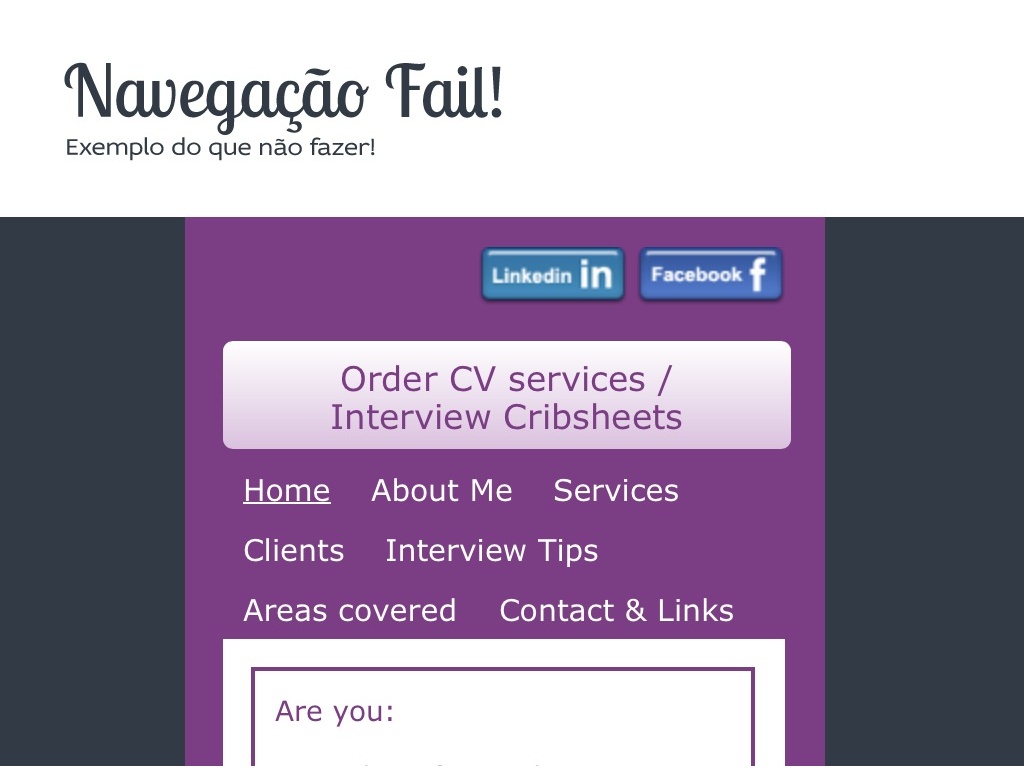 Navegação Fail!
Exemplo do que não fazer!
Linkedin in Facebook f
Order CV services /
Interview Cribsheets
Home About Me Services
Clients Interview Tips
Areas covered Contact & Links
Are you: